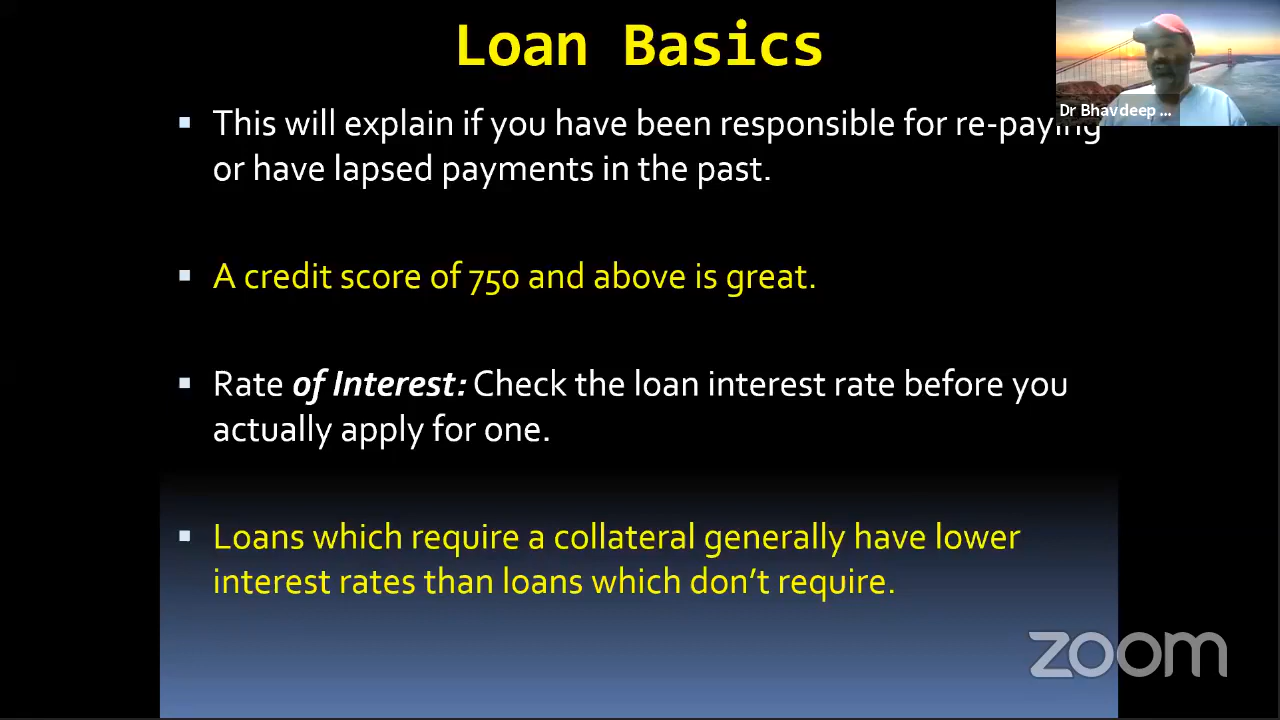 Loan Basics
Dr Bhavdeep ...
This will explain if you have been responsible for re-paying
or have lapsed payments in the past.
A credit score of 750 and above is great.
Rate of Interest: Check the loan interest rate before you
actually apply for one.
Loans which require a collateral generally have lower
interest rates than loans which don’t require.
zoom